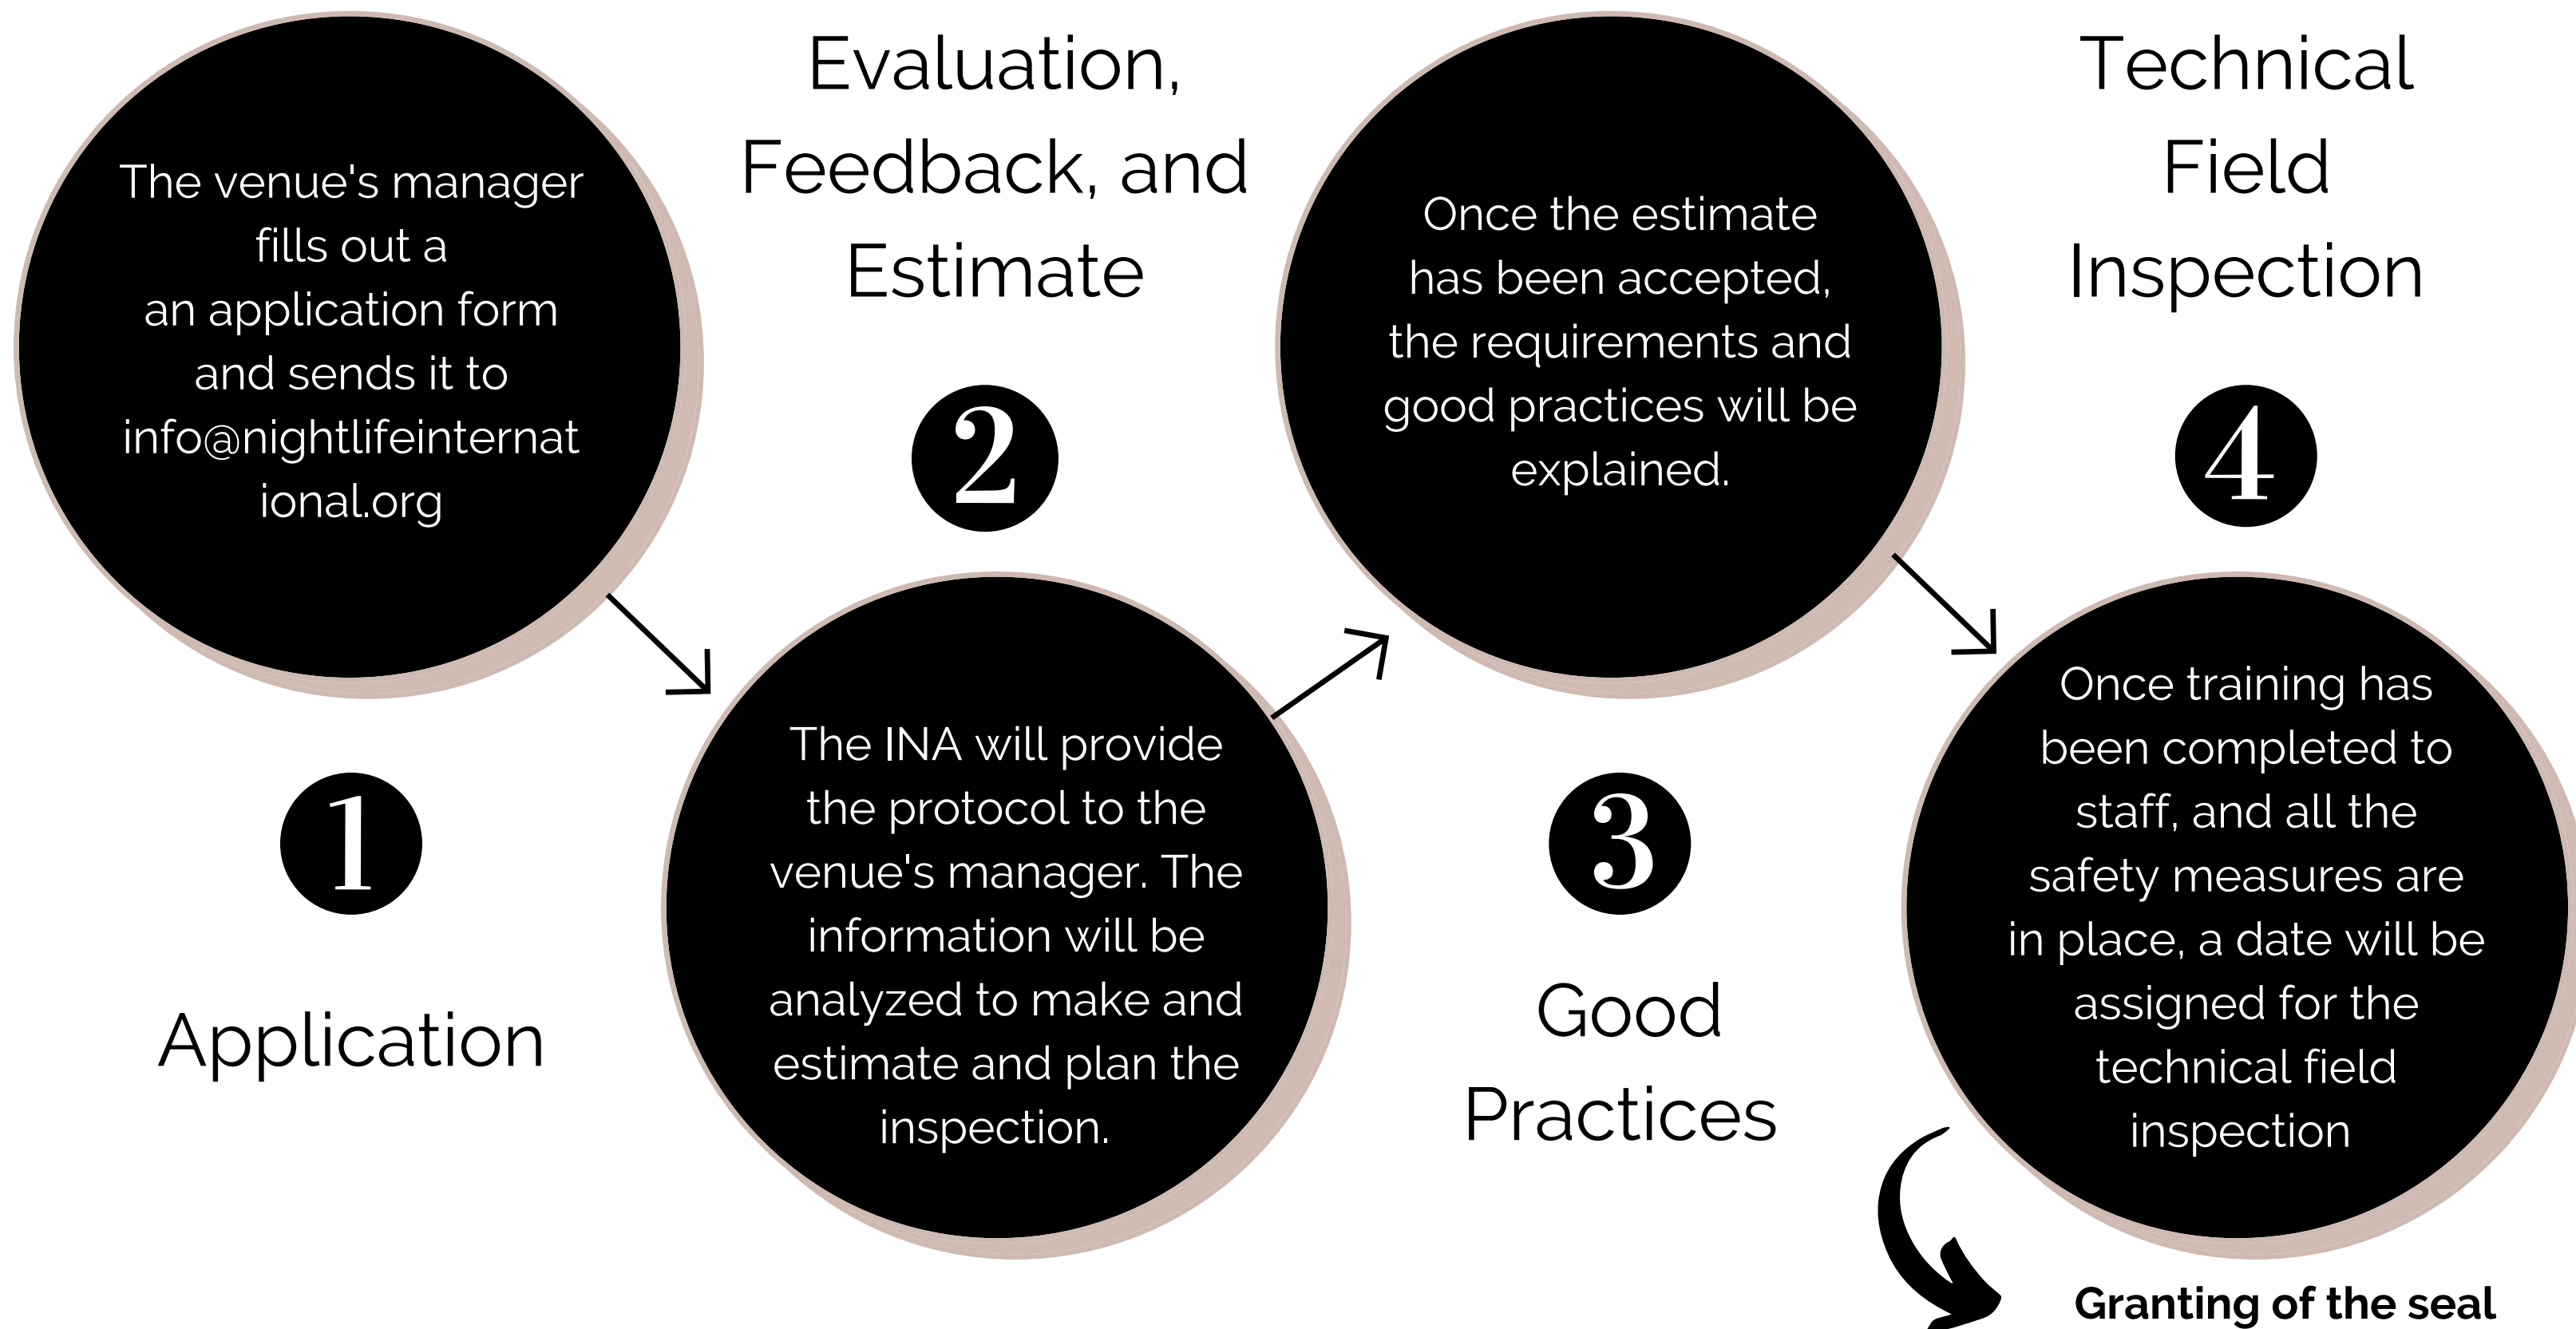 The venue's manager
fills out a
an application form
and sends it to
info@nightlifeinternat
ional.org
1
Application
Evaluation,
Feedback, and
Estimate
2
The INA will provide
the protocol to the
venue's manager. The
information will be
analyzed to make and
estimate and plan the
inspection.
Once the estimate
has been accepted,
the requirements and
good practices will be
explained.
3
Good
Practices
Technical
Field
Inspection
4
Once training has
been completed to
staff, and all the
safety measures are
in place, a date will be
assigned for the
technical field
inspection
Granting of the seal